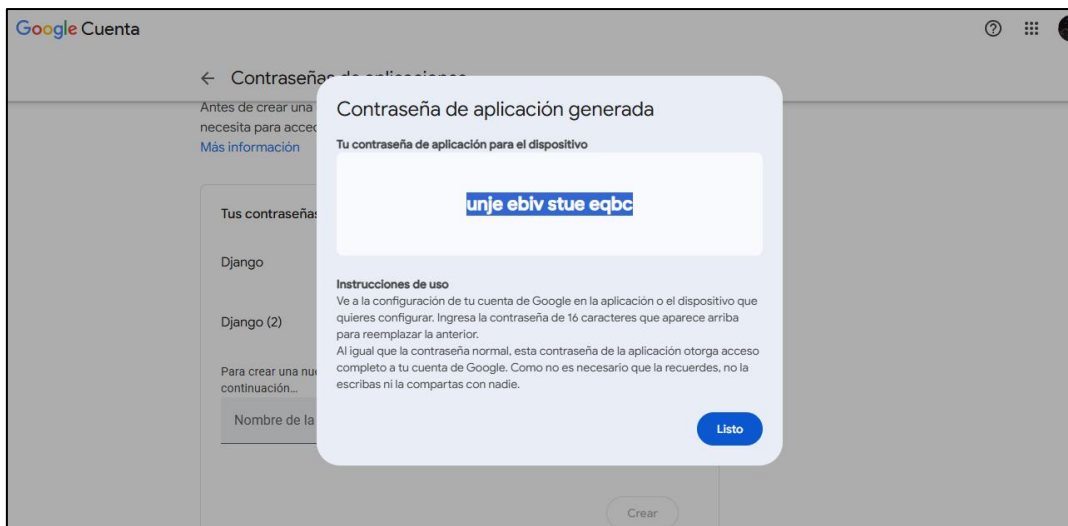 Google Cuenta
Contraseñas de aplicaciones
Antes de crear una
necesita para acced
Más información
Tus contraseñas
Django
Django (2)
Para crear una nue
continuación...
Nombre de la
Crear
Contraseña de aplicación generada
Tu contraseña de aplicación para el dispositivo
unje ebiv stue eqbc
Instrucciones de uso
Ve a la configuración de tu cuenta de Google en la aplicación o el dispositivo que
quieres configurar. Ingresa la contraseña de 16 caracteres que aparece arriba
para reemplazar la anterior.
Al igual que la contraseña normal, esta contraseña de la aplicación otorga acceso
completo a tu cuenta de Google. Como no es necesario que la recuerdes, no la
escribas ni la compartas con nadie.
Listo